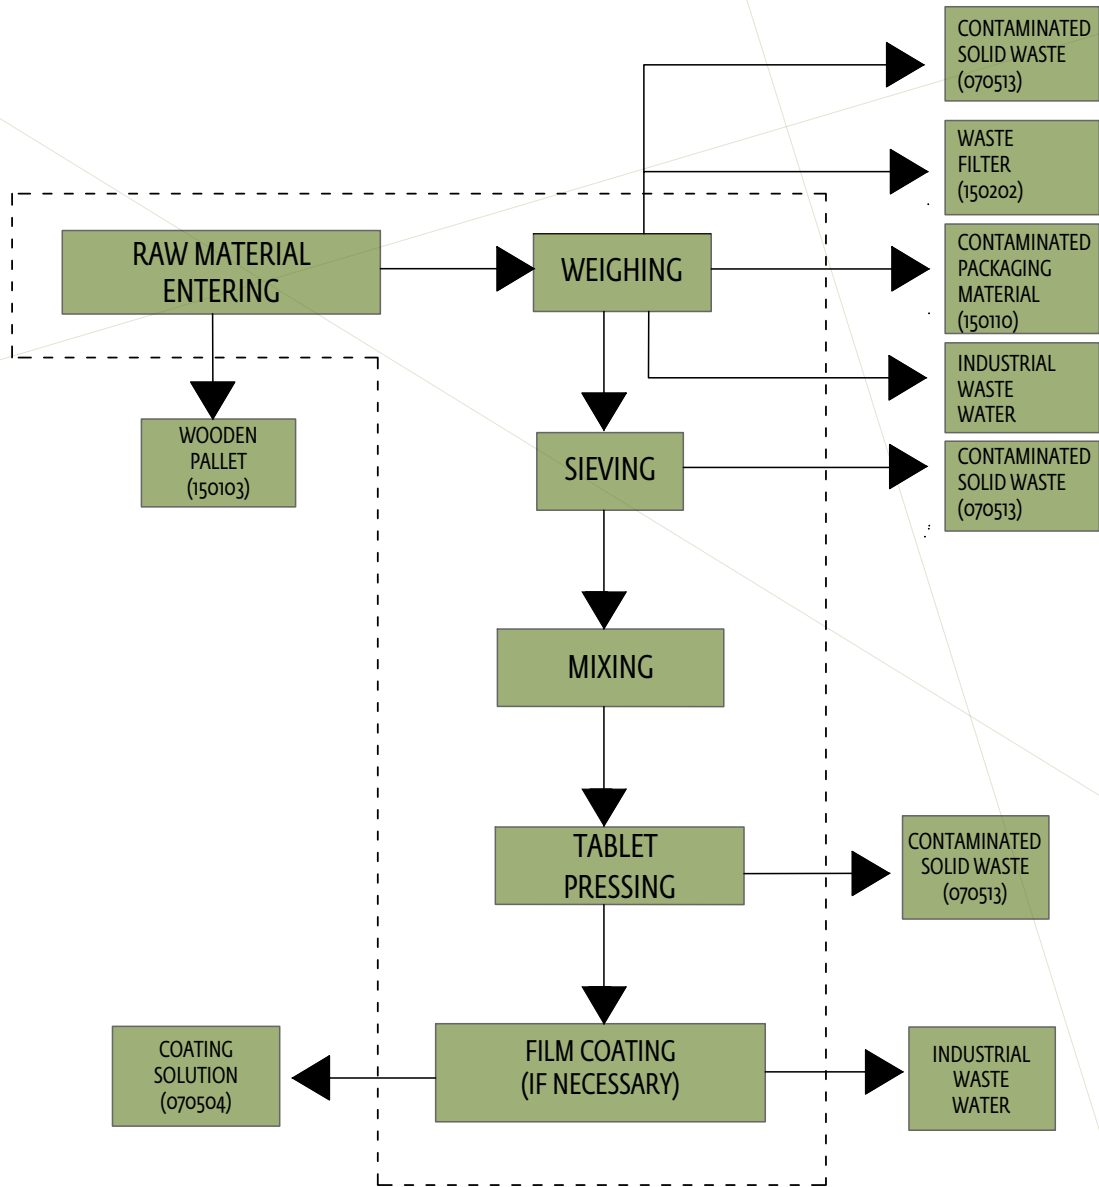 CONTAMINATED
SOLID WASTE
(070513)
WASTE
FILTER
(150202)
RAW MATERIAL
ENTERING
WEIGHING
CONTAMINATED
PACKAGING
MATERIAL
(150110)
INDUSTRIAL
WASTE
WATER
WOODEN
PALLET
(150103)
SIEVING
CONTAMINATED
SOLID WASTE
(070513)
MIXING
TABLET
PRESSING
CONTAMINATED
SOLID WASTE
(070513)
COATING
SOLUTION
(070504)
FILM COATING
(IF NECESSARY)
INDUSTRIAL
WASTE
WATER